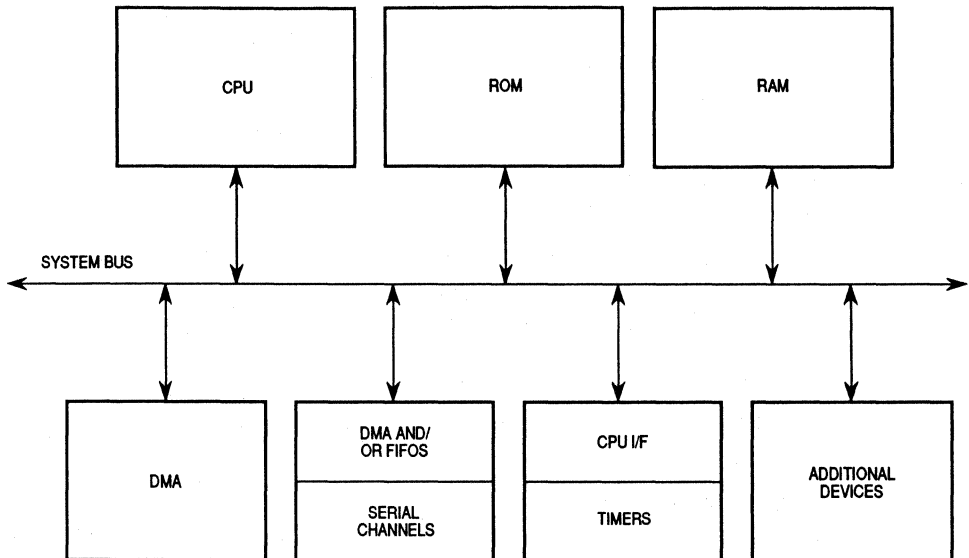 CPU
ROM
RAM
SYSTEM BUS
DMA
DMA AND/
OR FIFOS
SERIAL
CHANNELS
CPU I/F
TIMERS
ADDITIONAL
DEVICES